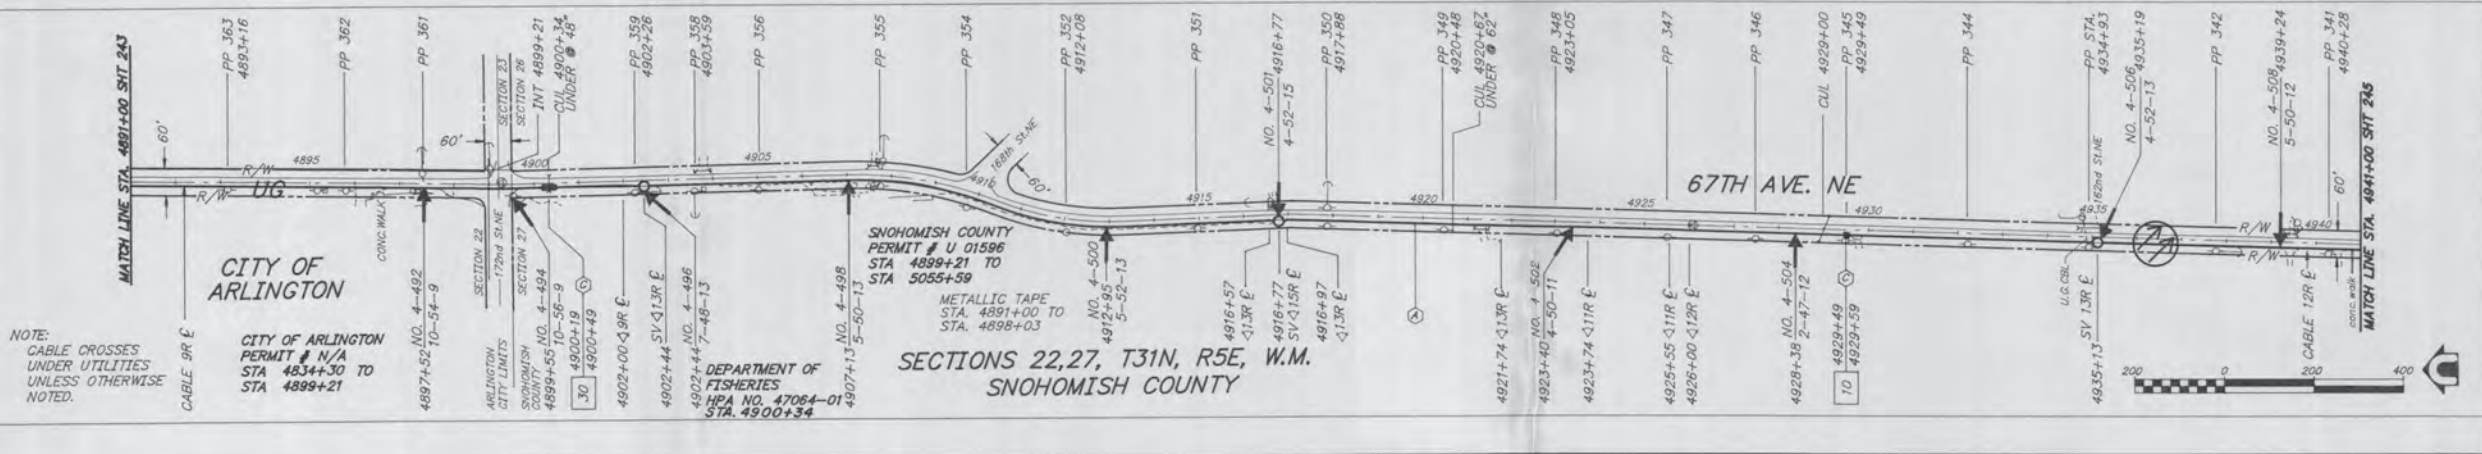 MATCH LINE STA. 4891+00 SHT 243
60'
PP 363
4893+16
PP 362
PP 361
60'
SECTION 23
SECTION 26
INT 4899+21
CUL 4900+34
UNDER @ 48"
PP 359
4902+26
PP 358
4903+59
PP 356
PP 355
PP 354
168th St.NE
60'
PP 352
4912+08
PP 351
NO. 4-501
4-52-15
4916+77
PP 350
4917+88
PP 349
4920+48
CUL 4920+67
UNDER @ 62"
PP 348
4923+05
PP 347
PP 346
CUL 4929+00
PP 345
4929+49
PP 344
PP STA.
4934+93
162nd St.NE
NO. 4-506
4-52-13
4935+19
PP 342
NO. 4-508
5-50-12
4939+24
PP 341
4940+28
60'
MATCH LINE STA. 4941+00 SHT 245
R/W
4895
4900
4905
4910
4915
4920
4925
4930
4935
4940
R/W
UG
R/W
R/W
67TH AVE. NE
CITY OF
ARLINGTON
NOTE:
CABLE CROSSES
UNDER UTILITIES
UNLESS OTHERWISE
NOTED.
CABLE 9R ⅊
CITY OF ARLINGTON
PERMIT # N/A
STA 4834+30 TO
STA 4899+21
CONC.WALK
4897+52
NO. 4-492
10-54-9
SECTION 22
172nd St.NE
SECTION 27
ARLINGTON
CITY LIMITS
SNOHOMISH
COUNTY
4899+55
NO. 4-494
10-56-9
30
4900+19
4900+49
C
4902+00 ◁9R ⅊
4902+44
SV ◁13R ⅊
4902+44
NO. 4-496
7-48-13
DEPARTMENT OF
FISHERIES
HPA NO. 47064-01
STA. 4900+34
4907+13
NO. 4-498
5-50-13
SNOHOMISH COUNTY
PERMIT # U 01596
STA 4899+21 TO
STA 5055+59
METALLIC TAPE
STA. 4891+00 TO
STA. 4898+03
NO. 4-500
4912+95
5-52-13
SECTIONS 22,27, T31N, R5E, W.M.
SNOHOMISH COUNTY
4916+57
◁13R ⅊
4916+77
SV ◁15R ⅊
4916+97
◁13R ⅊
A
4921+74 ◁13R ⅊
4923+40
NO. 4 502
4-50-11
4923+74 ◁11R ⅊
4925+55 ◁11R ⅊
4926+00 ◁12R ⅊
4928+38
NO. 4-504
2-47-12
10
4929+49
4929+59
C
U.G.CBL
4935+13
SV 13R ⅊
CABLE 12R ⅊
conc.walk
200 0 200 400